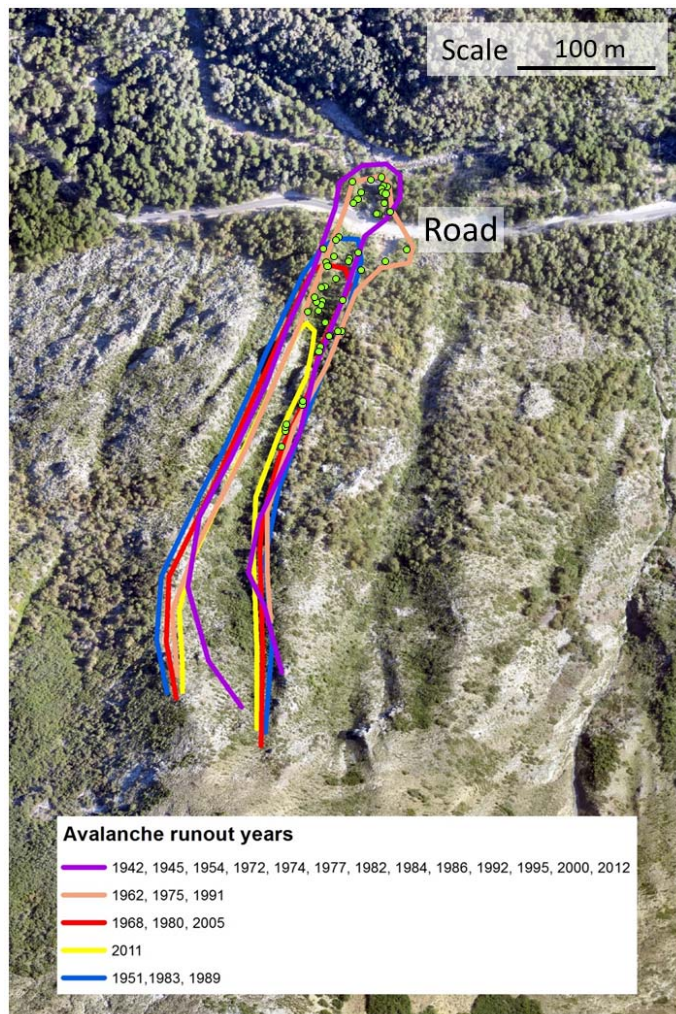 Scale 100 m
Road
Avalanche runout years
1942, 1945, 1954, 1972, 1974, 1977, 1982, 1984, 1986, 1992, 1995, 2000, 2012
1962, 1975, 1991
1968, 1980, 2005
2011
1951,1983, 1989